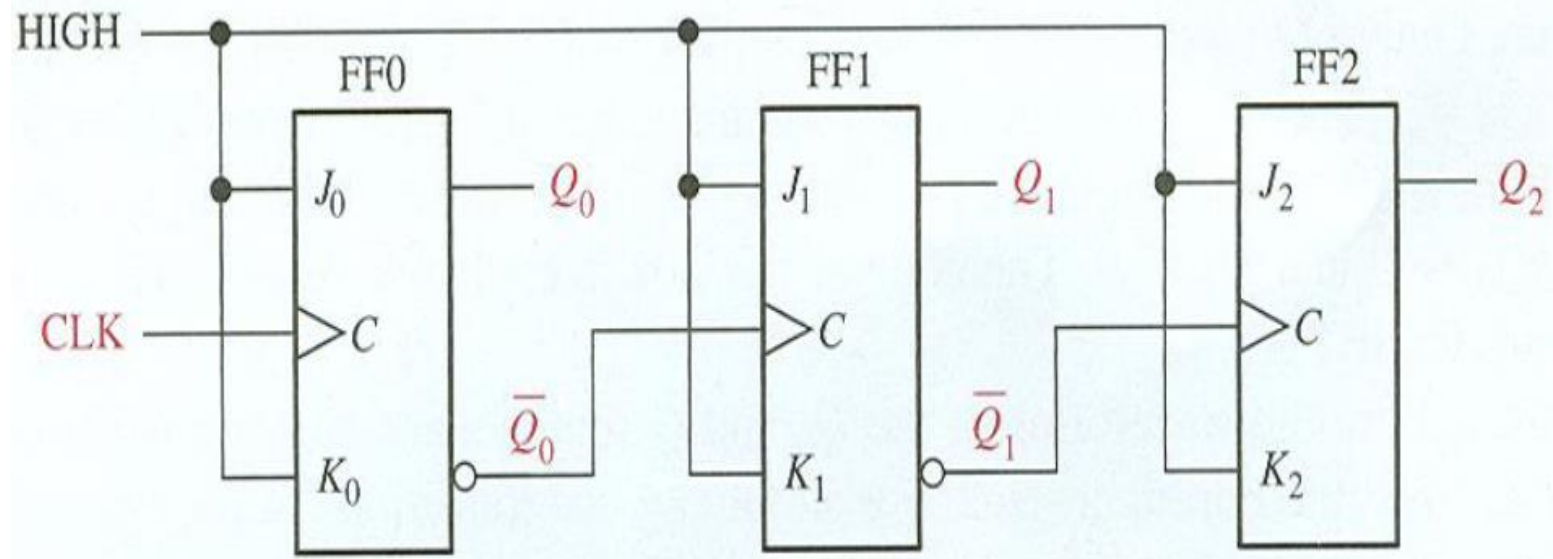 HIGH
FF0
FF1
FF2
J₀
Q₀
J₁
Q₁
J₂
Q₂
CLK
C
C
C
Q̅₀
Q̅₁
K₀
K₁
K₂